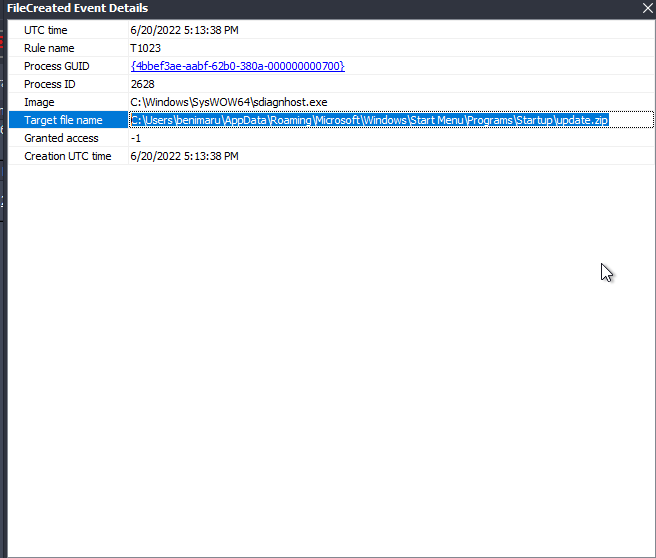 FileCreated Event Details
UTC time 6/20/2022 5:13:38 PM
Rule name T1023
Process GUID {4bbef3ae-aabf-62b0-380a-000000000700}
Process ID 2628
Image C:\Windows\SysWOW64\sdiagnhost.exe
Target file name C:\Users\benimaru\AppData\Roaming\Microsoft\Windows\Start Menu\Programs\Startup\update.zip
Granted access -1
Creation UTC time 6/20/2022 5:13:38 PM